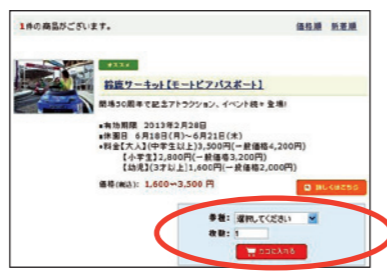 1件の商品がございます。
価格順 新着順
オススメ
鈴鹿サーキット【モートピアパスポート】
開場50周年で記念アトラクション、イベント続々登場!
■有効期限 2013年2月28日
■休園日 6月18日(月)〜6月21日(木)
■料金【大人】(中学生以上)3,500円(一般価格4,200円)
【小学生】2,800円(一般価格3,200円)
【幼児】(3才以上)1,600円(一般価格2,000円)
価格(税込): 1,600〜3,500 円
詳しくはこちら
券種: 選択してください
枚数: 1
カゴに入れる